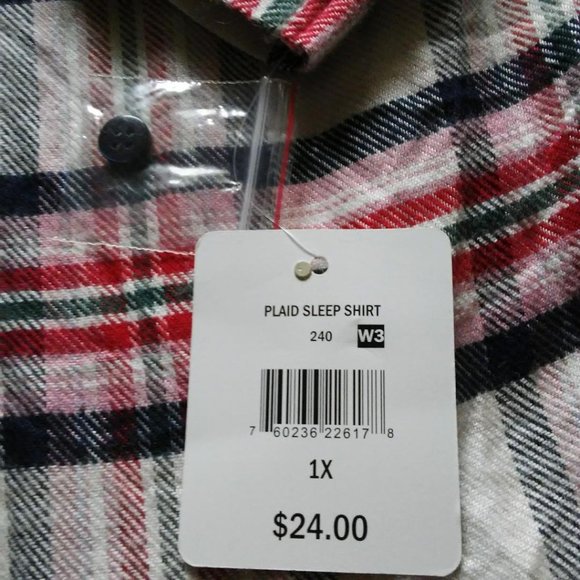 PLAID SLEEP SHIRT
240 W3
7 60236 22617 8
1X
$24.00